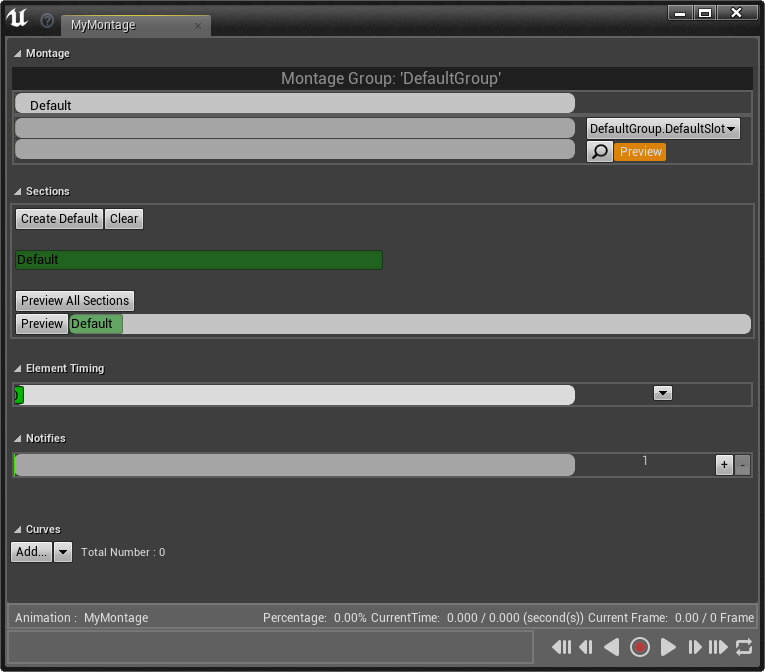 MyMontage
Montage
Montage Group: 'DefaultGroup'
Default
DefaultGroup.DefaultSlot
Preview
Sections
Create Default Clear
Default
Preview All Sections
Preview Default
Element Timing
Notifies
1 + -
Curves
Add... Total Number : 0
Animation : MyMontage Percentage: 0.00% CurrentTime: 0.000 / 0.000 (second(s)) Current Frame: 0.00 / 0 Frame